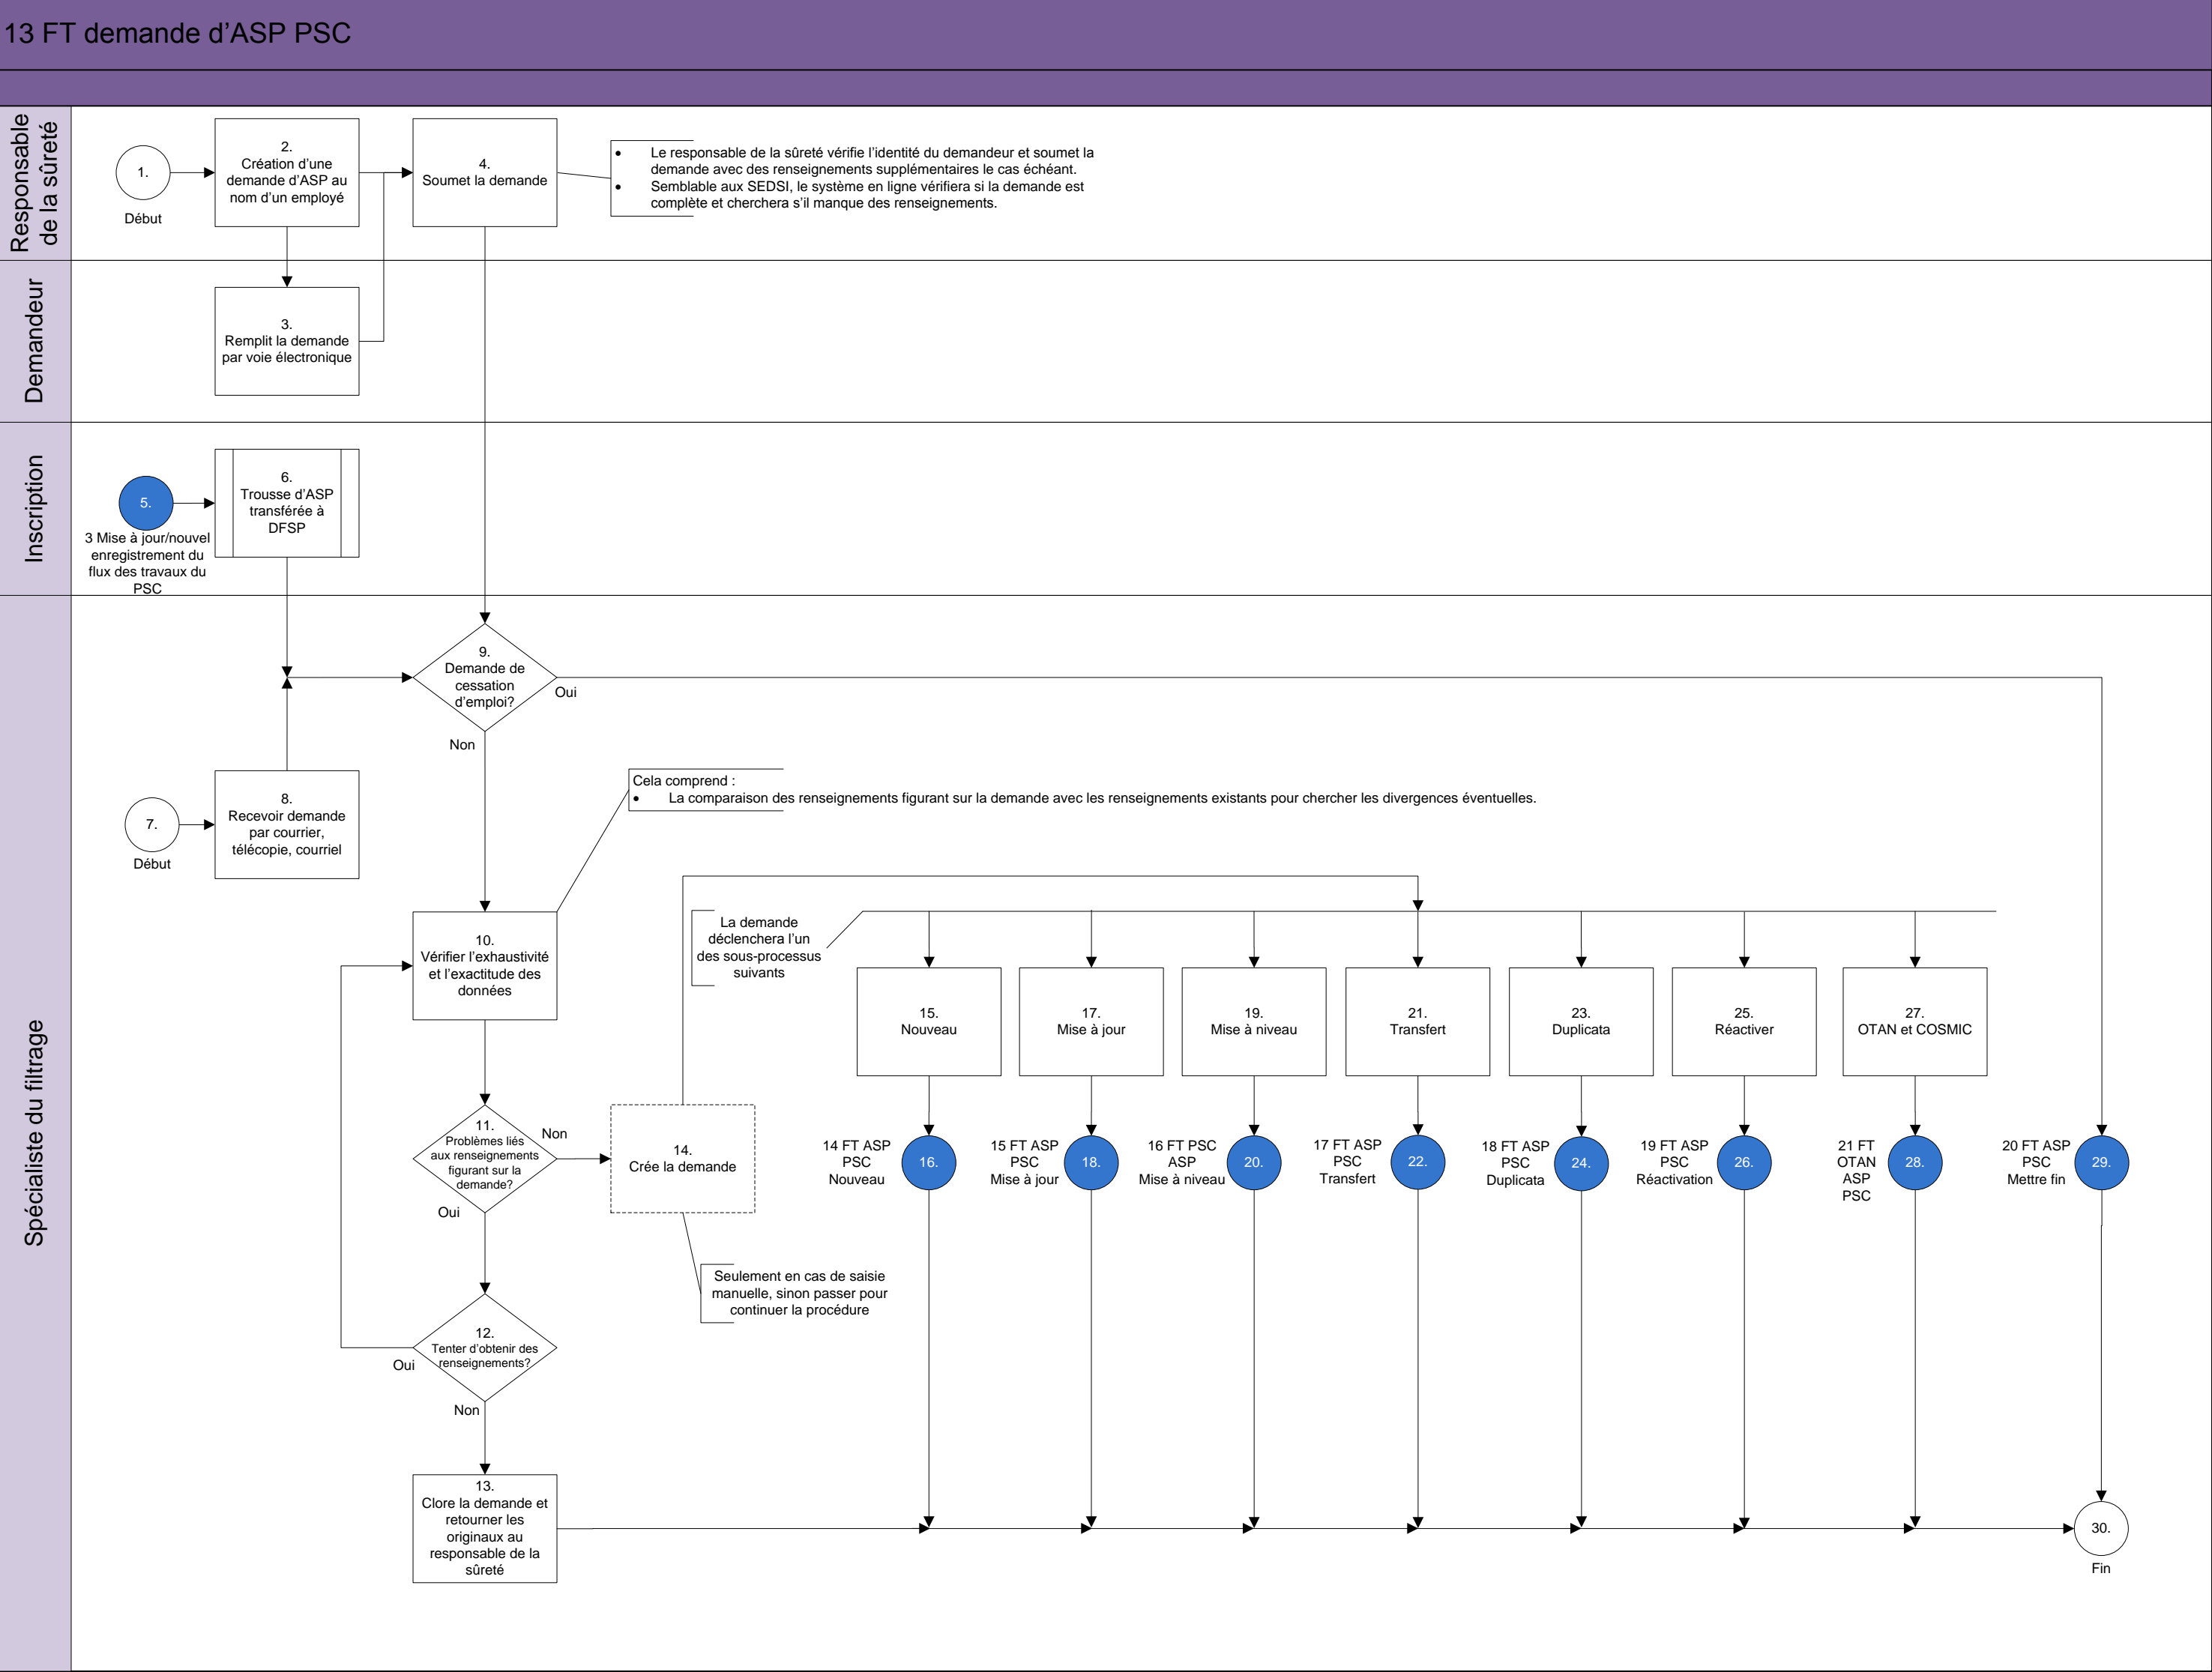 13 FT demande d’ASP PSC
Responsable
de la sûreté
1.
Début
2.
Création d’une
demande d’ASP au
nom d’un employé
4.
Soumet la demande
• Le responsable de la sûreté vérifie l’identité du demandeur et soumet la
demande avec des renseignements supplémentaires le cas échéant.
• Semblable aux SEDSI, le système en ligne vérifiera si la demande est
complète et cherchera s’il manque des renseignements.
Demandeur
3.
Remplit la demande
par voie électronique
Inscription
5.
3 Mise à jour/nouvel
enregistrement du
flux des travaux du
PSC
6.
Trousse d’ASP
transférée à
DFSP
Spécialiste du filtrage
9.
Demande de
cessation
d’emploi?
Oui
Non
7.
Début
8.
Recevoir demande
par courrier,
télécopie, courriel
Cela comprend :
• La comparaison des renseignements figurant sur la demande avec les renseignements existants pour chercher les divergences éventuelles.
10.
Vérifier l’exhaustivité
et l’exactitude des
données
La demande
déclenchera l’un
des sous-processus
suivants
15.
Nouveau
17.
Mise à jour
19.
Mise à niveau
21.
Transfert
23.
Duplicata
25.
Réactiver
27.
OTAN et COSMIC
11.
Problèmes liés
aux renseignements
figurant sur la
demande?
Non
Oui
14.
Crée la demande
14 FT ASP
PSC
Nouveau
16.
15 FT ASP
PSC
Mise à jour
18.
16 FT PSC
ASP
Mise à niveau
20.
17 FT ASP
PSC
Transfert
22.
18 FT ASP
PSC
Duplicata
24.
19 FT ASP
PSC
Réactivation
26.
21 FT
OTAN
ASP
PSC
28.
20 FT ASP
PSC
Mettre fin
29.
Seulement en cas de saisie
manuelle, sinon passer pour
continuer la procédure
12.
Tenter d’obtenir des
renseignements?
Oui
Non
13.
Clore la demande et
retourner les
originaux au
responsable de la
sûreté
30.
Fin